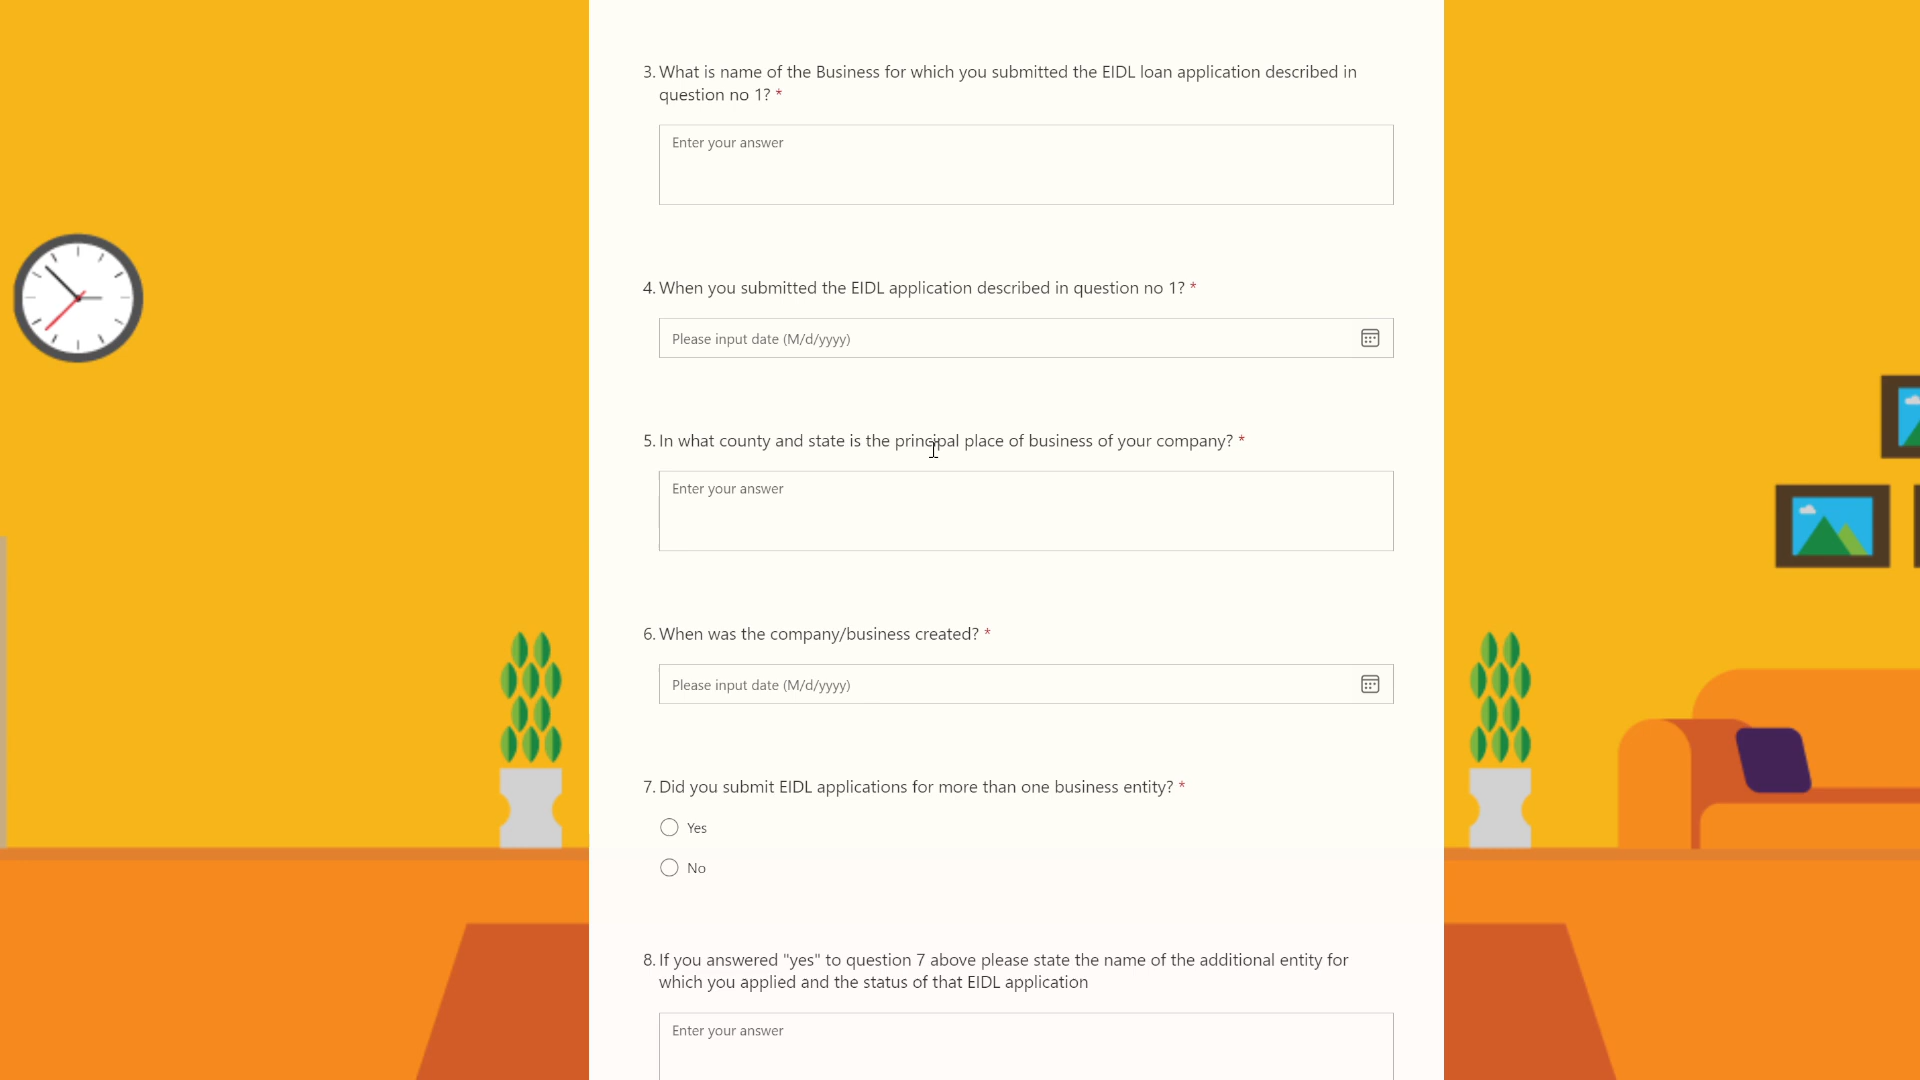 3. What is name of the Business for which you submitted the EIDL loan application described in
question no 1? *
Enter your answer
4. When you submitted the EIDL application described in question no 1? *
Please input date (M/d/yyyy)
5. In what county and state is the principal place of business of your company? *
Enter your answer
6. When was the company/business created? *
Please input date (M/d/yyyy)
7. Did you submit EIDL applications for more than one business entity? *
Yes
No
8. If you answered "yes" to question 7 above please state the name of the additional entity for
which you applied and the status of that EIDL application
Enter your answer